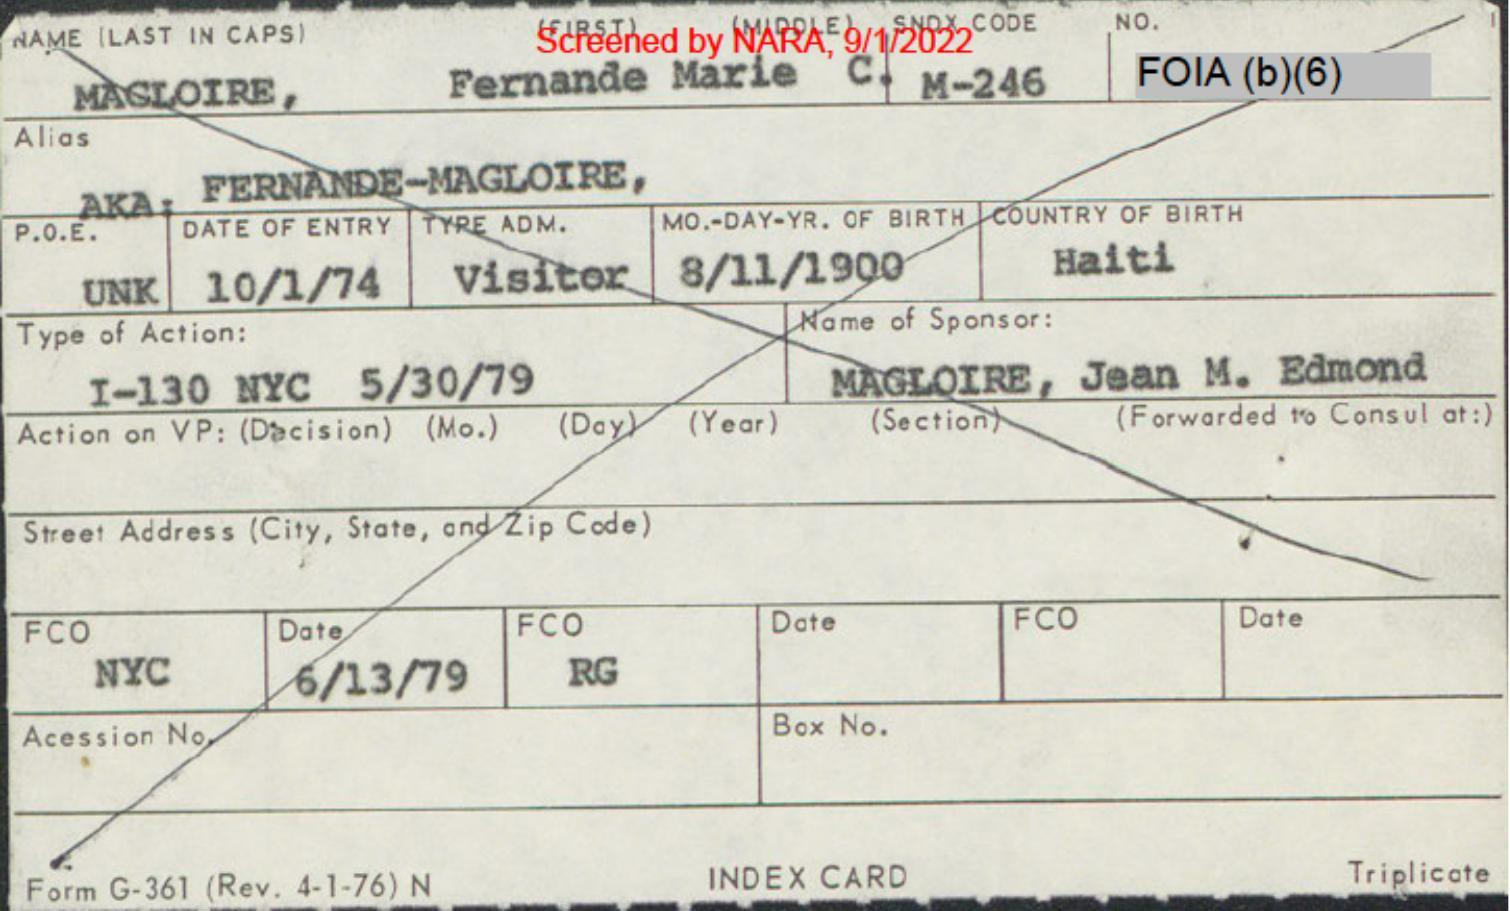 NAME (LAST IN CAPS) (FIRST) (MIDDLE) SNDX CODE NO.
Screened by NARA, 9/1/2022
MAGLOIRE, Fernande Marie C. M-246 FOIA (b)(6)
Alias
AKA: FERNANDE-MAGLOIRE,
P.O.E. DATE OF ENTRY TYPE ADM. MO.-DAY-YR. OF BIRTH COUNTRY OF BIRTH
UNK 10/1/74 Visitor 8/11/1900 Haiti
Type of Action: Name of Sponsor:
I-130 NYC 5/30/79 MAGLOIRE, Jean M. Edmond
Action on VP: (Decision) (Mo.) (Day) (Year) (Section) (Forwarded to Consul at:)
Street Address (City, State, and Zip Code)
FCO Date FCO Date FCO Date
NYC 6/13/79 RG
Acession No. Box No.
Form G-361 (Rev. 4-1-76) N INDEX CARD Triplicate